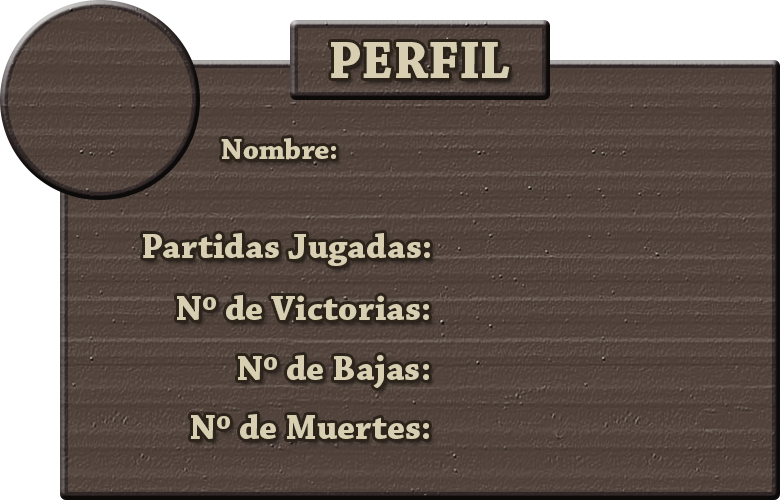 PERFIL
Nombre:
Partidas Jugadas:
Nº de Victorias:
Nº de Bajas:
Nº de Muertes: